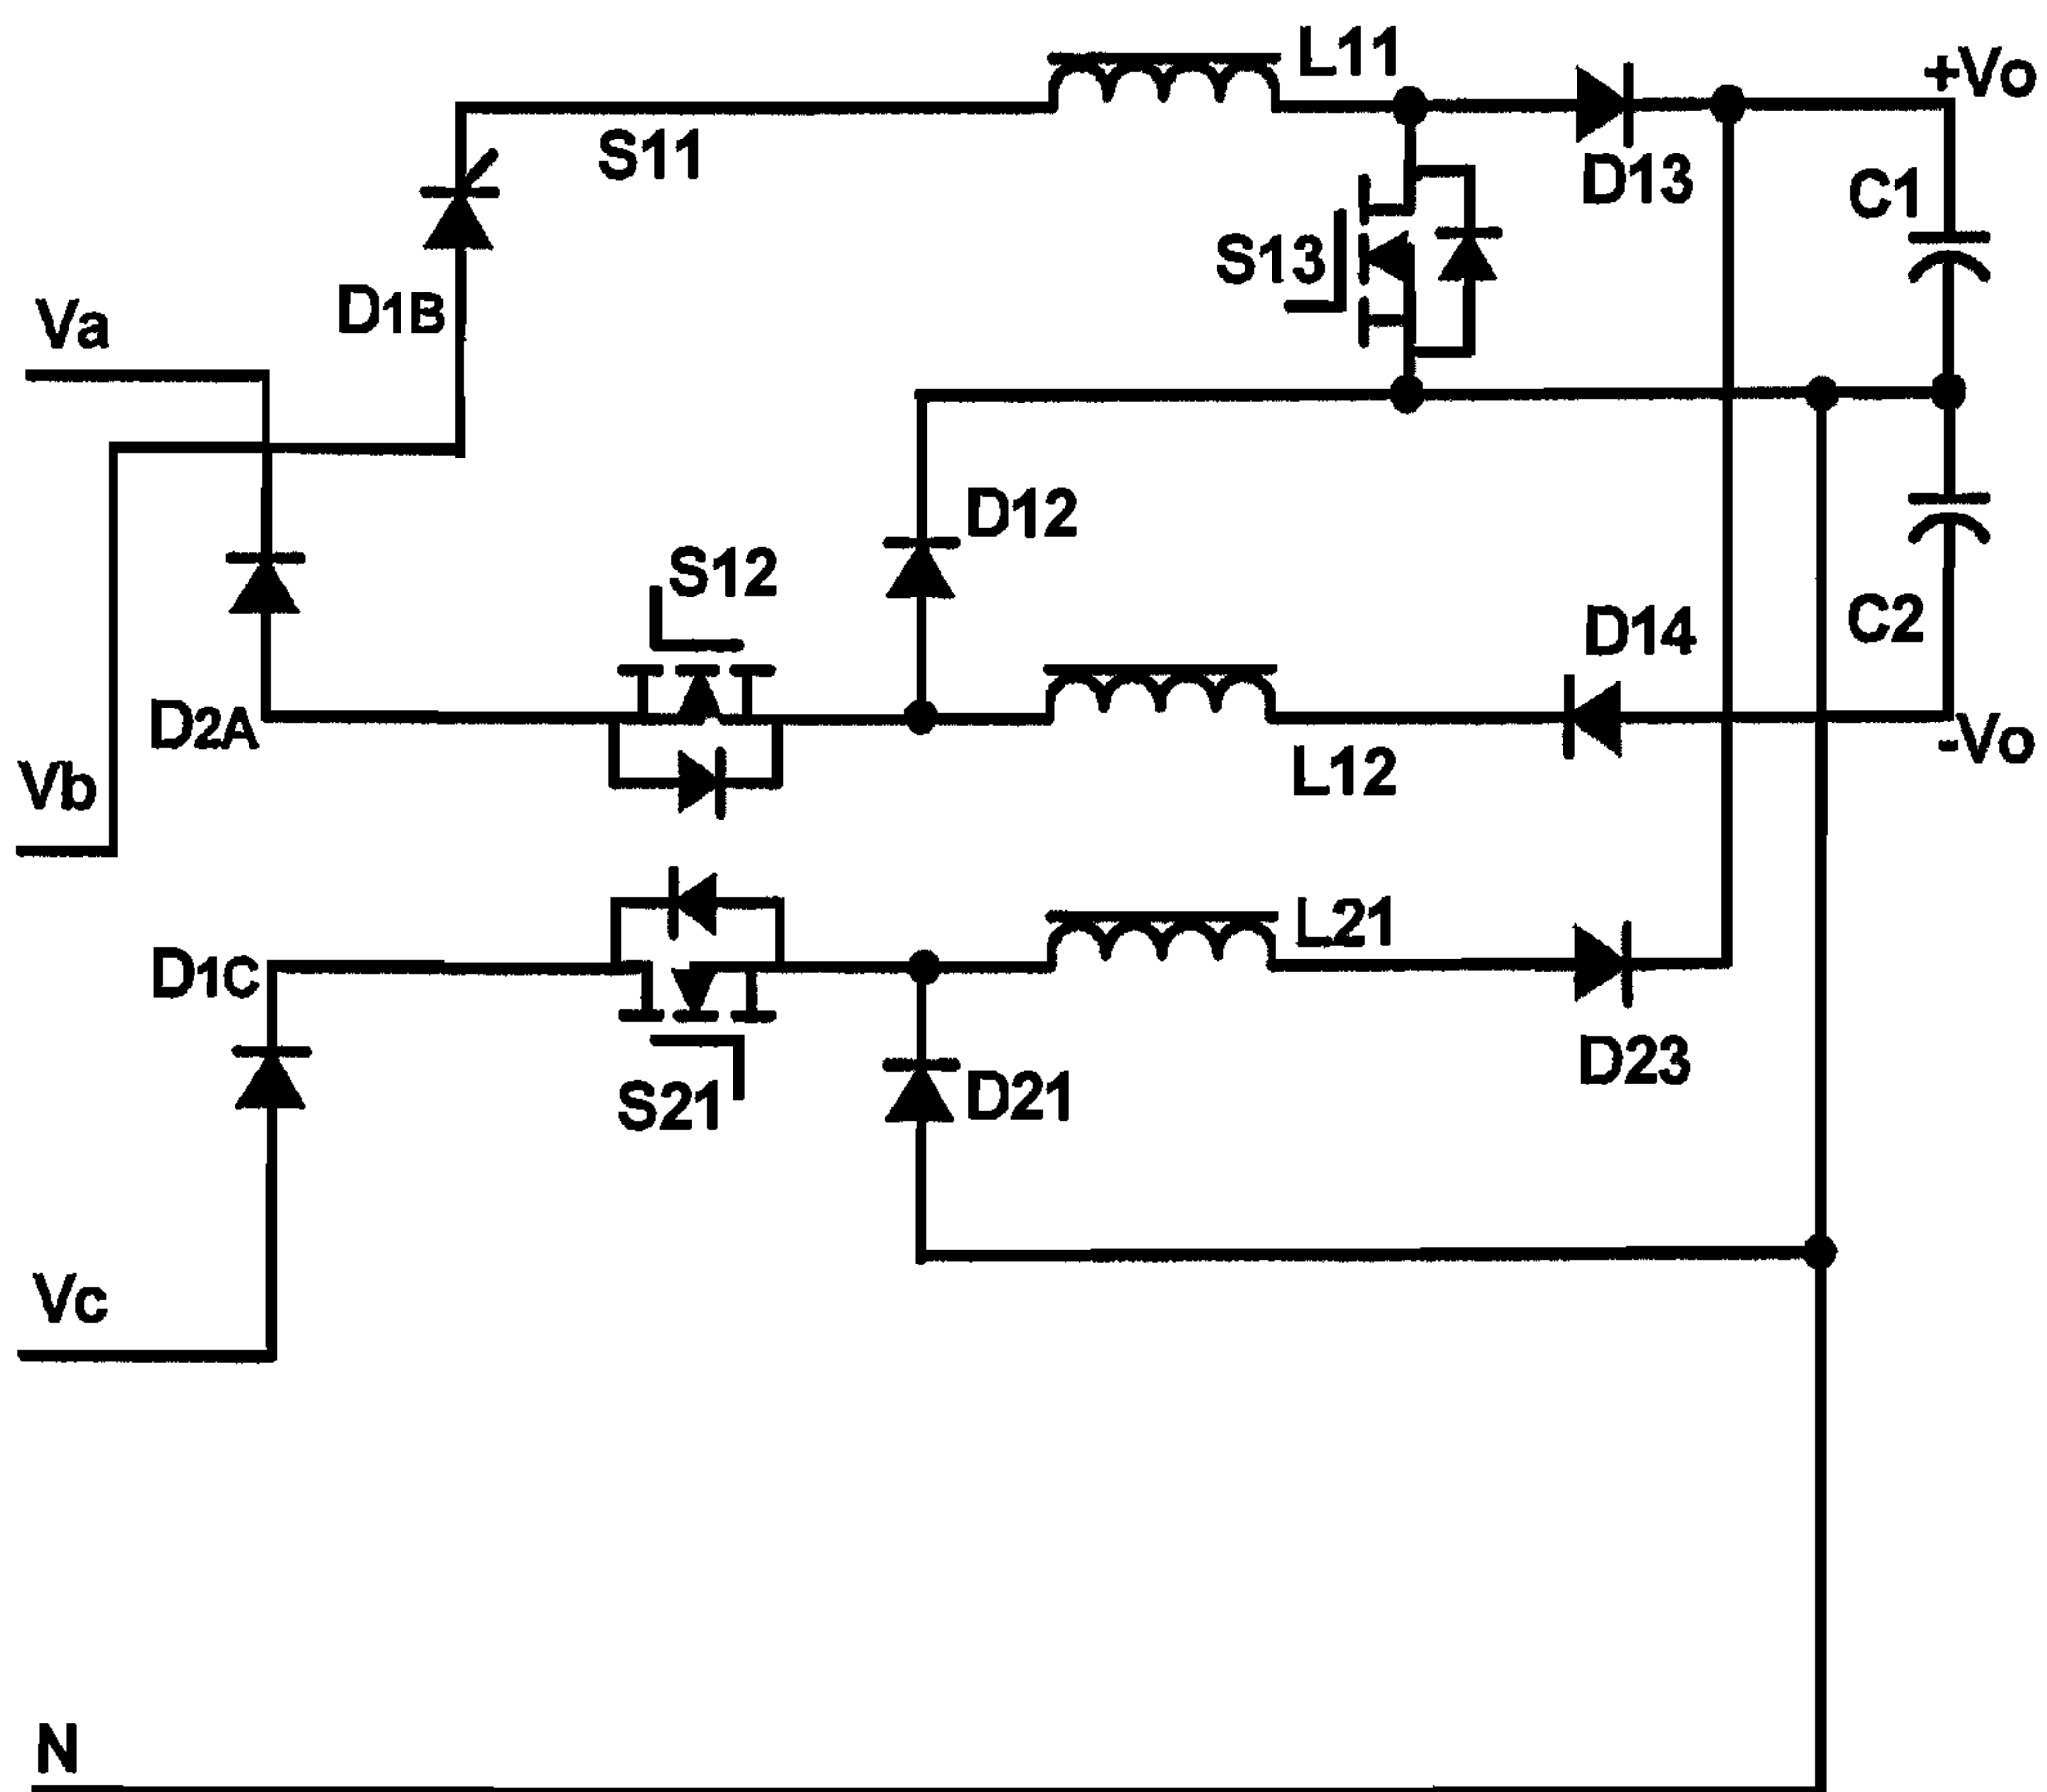 L11
+Vo
S11
D13
C1
S13
D1B
Va
D12
S12
D14
C2
D2A
-Vo
Vb
L12
L21
D1C
D23
S21
D21
Vc
N